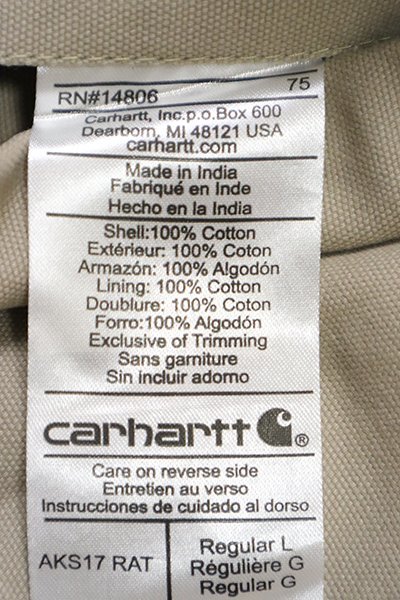 RN#14806 75
Carhartt, Inc.p.o.Box 600
Dearborn, MI 48121 USA
carhartt.com
Made in India
Fabriqué en Inde
Hecho en la India
Shell:100% Cotton
Extérieur: 100% Coton
Armazón: 100% Algodón
Lining: 100% Cotton
Doublure: 100% Coton
Forro:100% Algodón
Exclusive of Trimming
Sans garniture
Sin incluir adorno
carhartt ®
Care on reverse side
Entretien au verso
Instrucciones de cuidado al dorso
AKS17 RAT
Regular L
Régulière G
Regular G